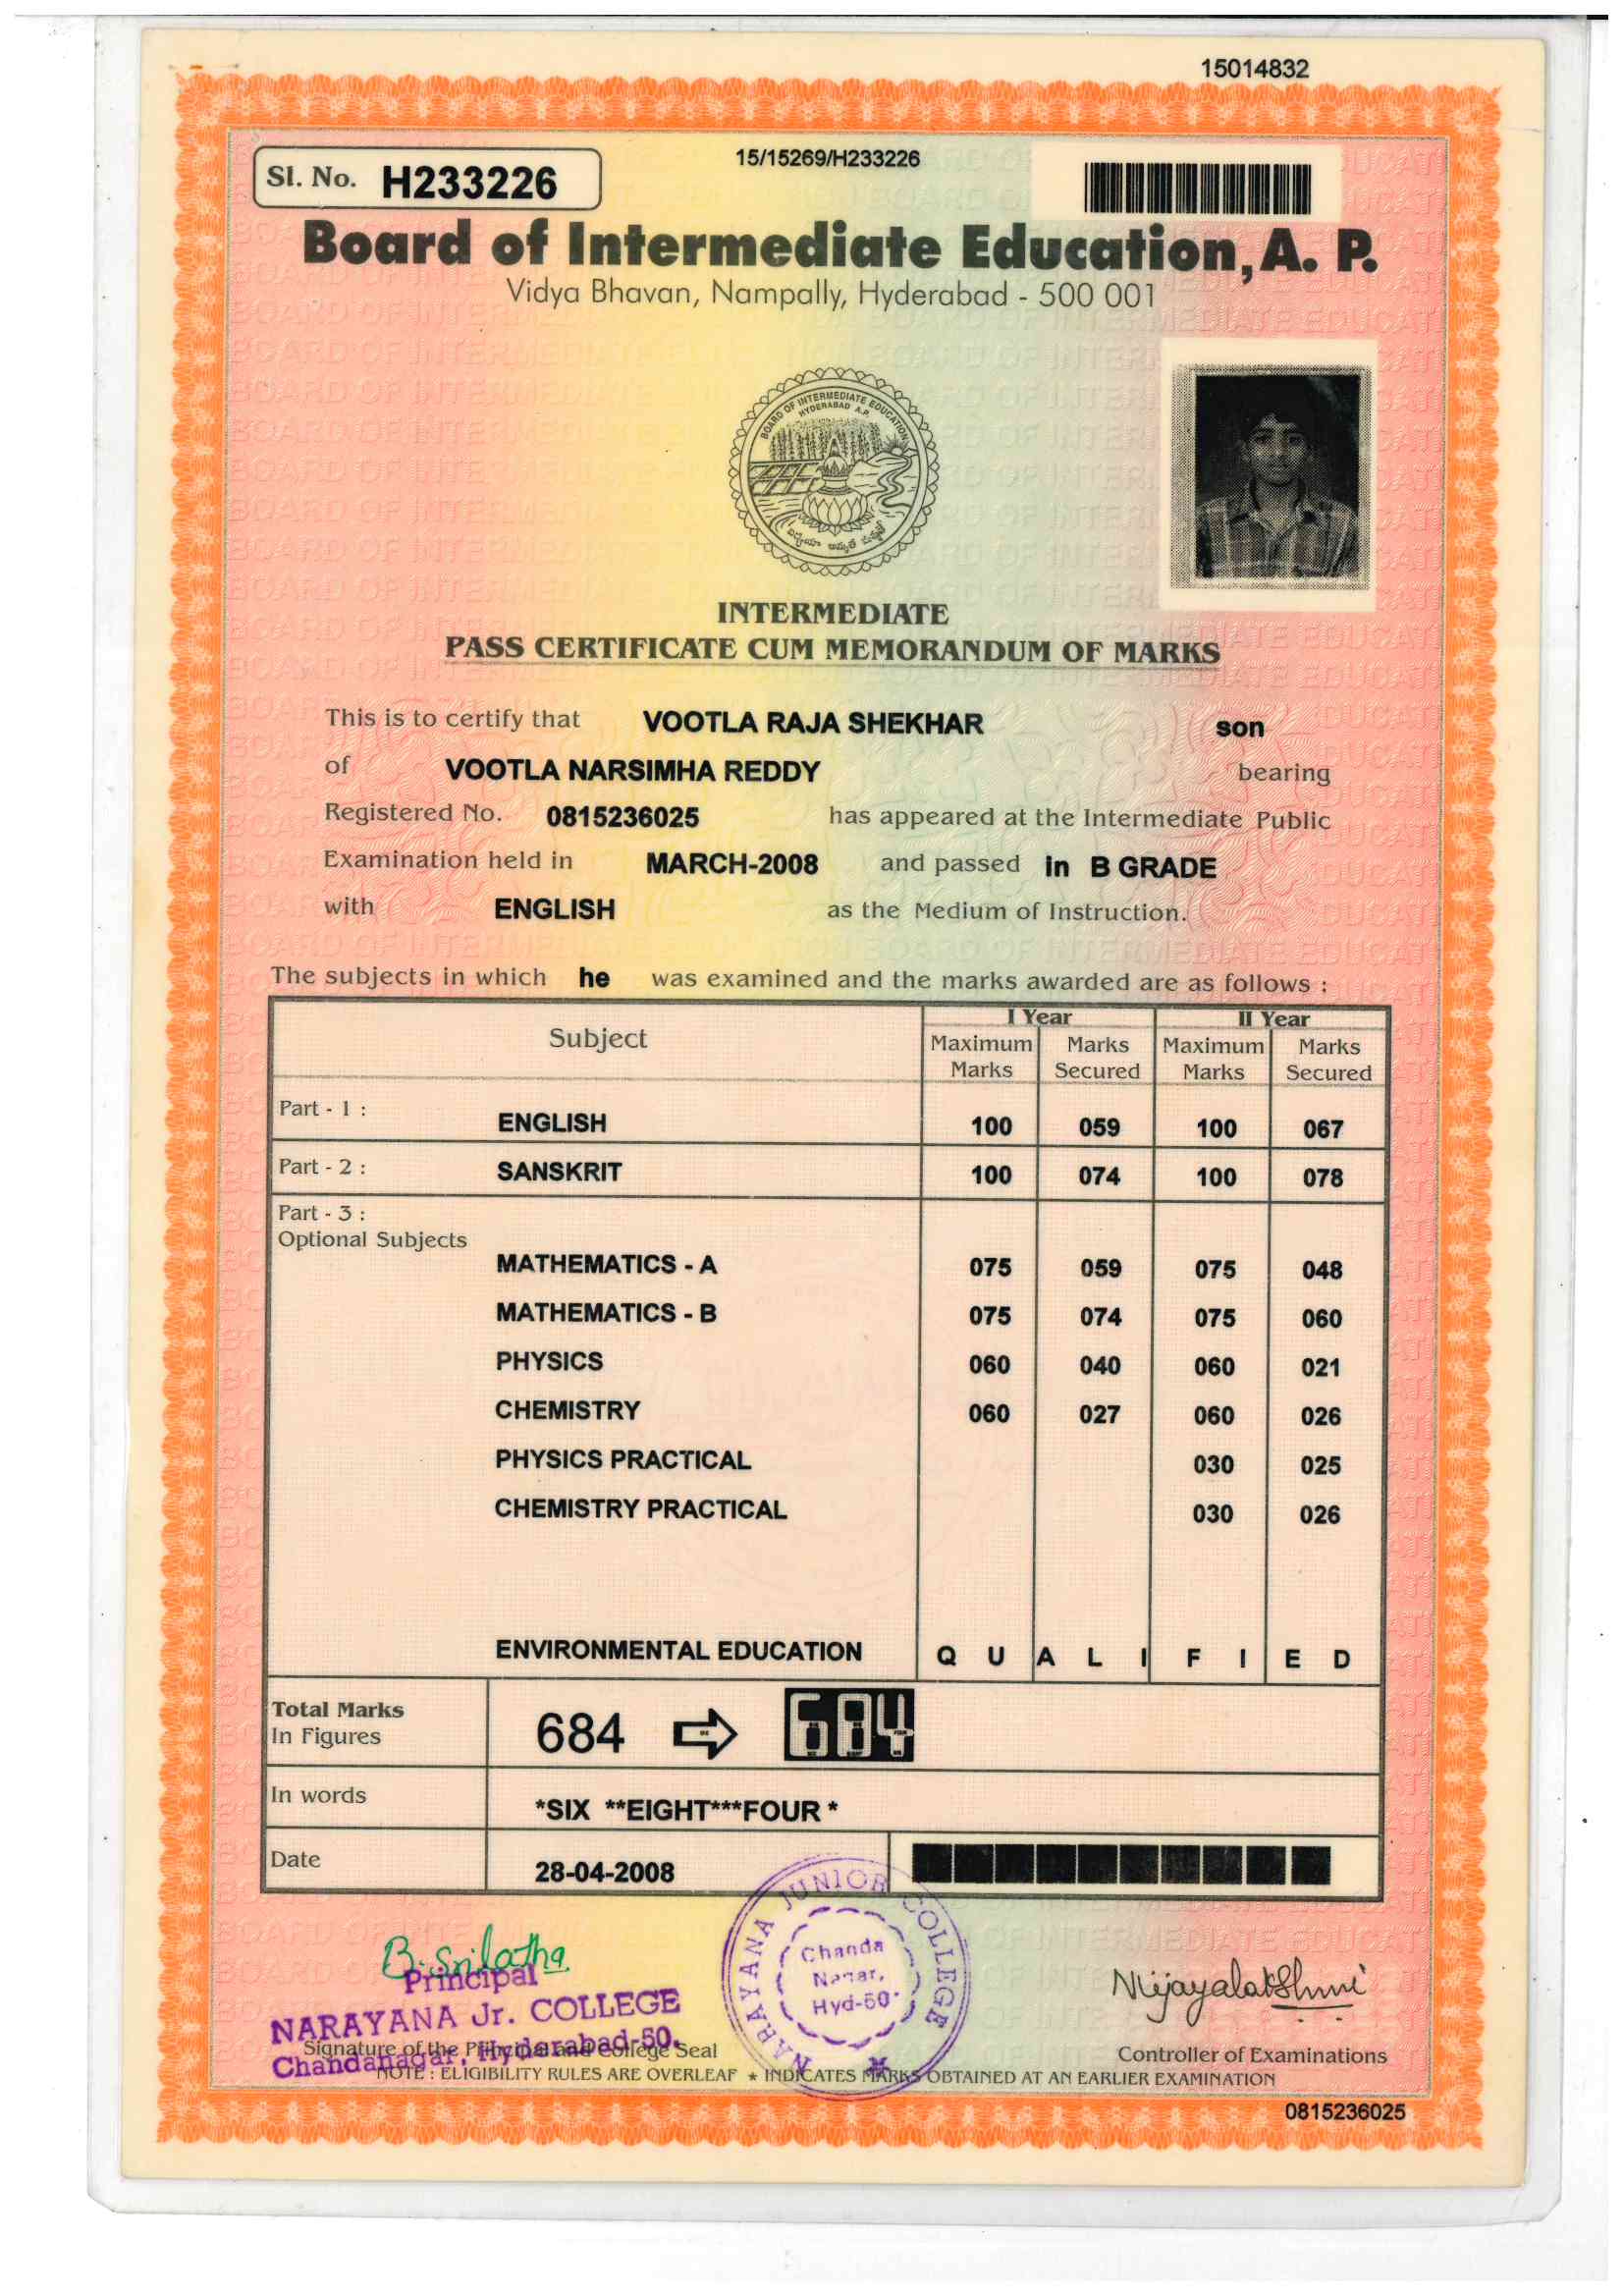 15014832
Sl. No. H233226
15/15269/H233226
Board of Intermediate Education, A. P.
Vidya Bhavan, Nampally, Hyderabad - 500 001
BOARD OF INTERMEDIATE EDUCATION
HYDERABAD A.P.
INTERMEDIATE
PASS CERTIFICATE CUM MEMORANDUM OF MARKS
This is to certify that VOOTLA RAJA SHEKHAR son
of VOOTLA NARSIMHA REDDY bearing
Registered No. 0815236025 has appeared at the Intermediate Public
Examination held in MARCH-2008 and passed in B GRADE
with ENGLISH as the Medium of Instruction.
The subjects in which he was examined and the marks awarded are as follows :
Subject I Year II Year
Maximum Marks Marks Secured Maximum Marks Marks Secured
Part - 1 :
ENGLISH 100 059 100 067
Part - 2 : SANSKRIT 100 074 100 078
Part - 3 :
Optional Subjects
MATHEMATICS - A 075 059 075 048
MATHEMATICS - B 075 074 075 060
PHYSICS 060 040 060 021
CHEMISTRY 060 027 060 026
PHYSICS PRACTICAL 030 025
CHEMISTRY PRACTICAL 030 026
ENVIRONMENTAL EDUCATION Q U A L I F I E D
Total Marks
In Figures 684 684
In words *SIX **EIGHT***FOUR *
Date 28-04-2008
NARAYANA JUNIOR COLLEGE
Chanda
Nagar,
Hyd-50
B. Srilatha
Principal
NARAYANA Jr. COLLEGE
Chandanagar, Hyderabad-50.
Signature of the Principal and College Seal
Vijayalakshmi
Controller of Examinations
NOTE : ELIGIBILITY RULES ARE OVERLEAF * INDICATES MARKS OBTAINED AT AN EARLIER EXAMINATION
0815236025